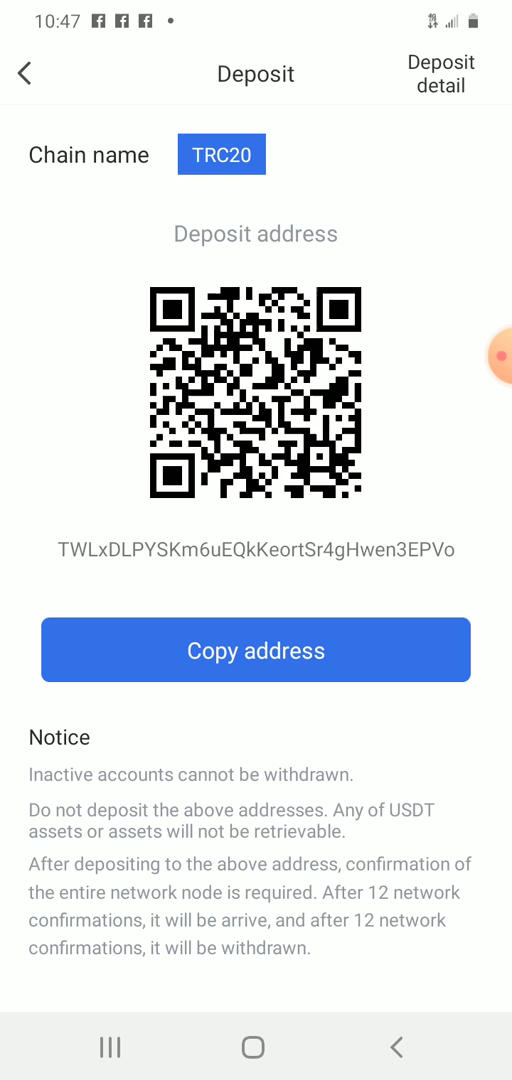 10:47
Deposit
Deposit
detail
Chain name
TRC20
Deposit address
TWLxDLPYSKm6uEQkKeortSr4gHwen3EPVo
Copy address
Notice
Inactive accounts cannot be withdrawn.
Do not deposit the above addresses. Any of USDT
assets or assets will not be retrievable.
After depositing to the above address, confirmation of
the entire network node is required. After 12 network
confirmations, it will be arrive, and after 12 network
confirmations, it will be withdrawn.